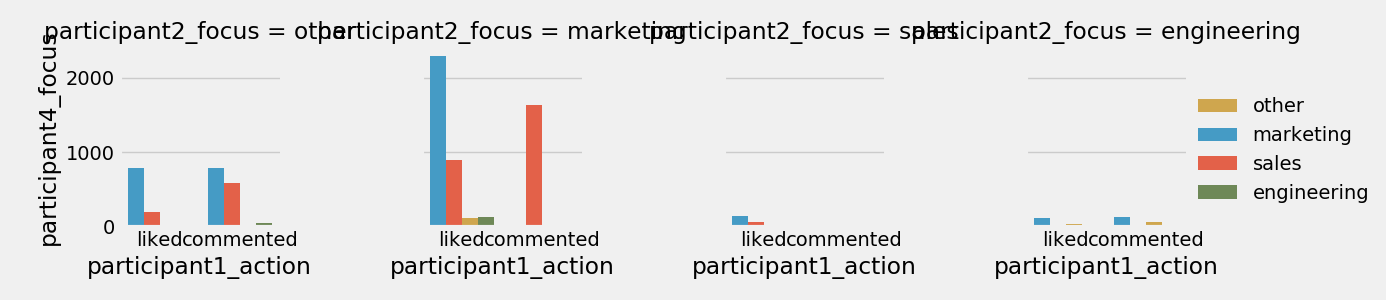 participant2_focus = other
participant2_focus = marketing
participant2_focus = sales
participant2_focus = engineering
participant4_focus
2000
1000
0
liked
commented
liked
commented
liked
commented
liked
commented
participant1_action
participant1_action
participant1_action
participant1_action
other
marketing
sales
engineering